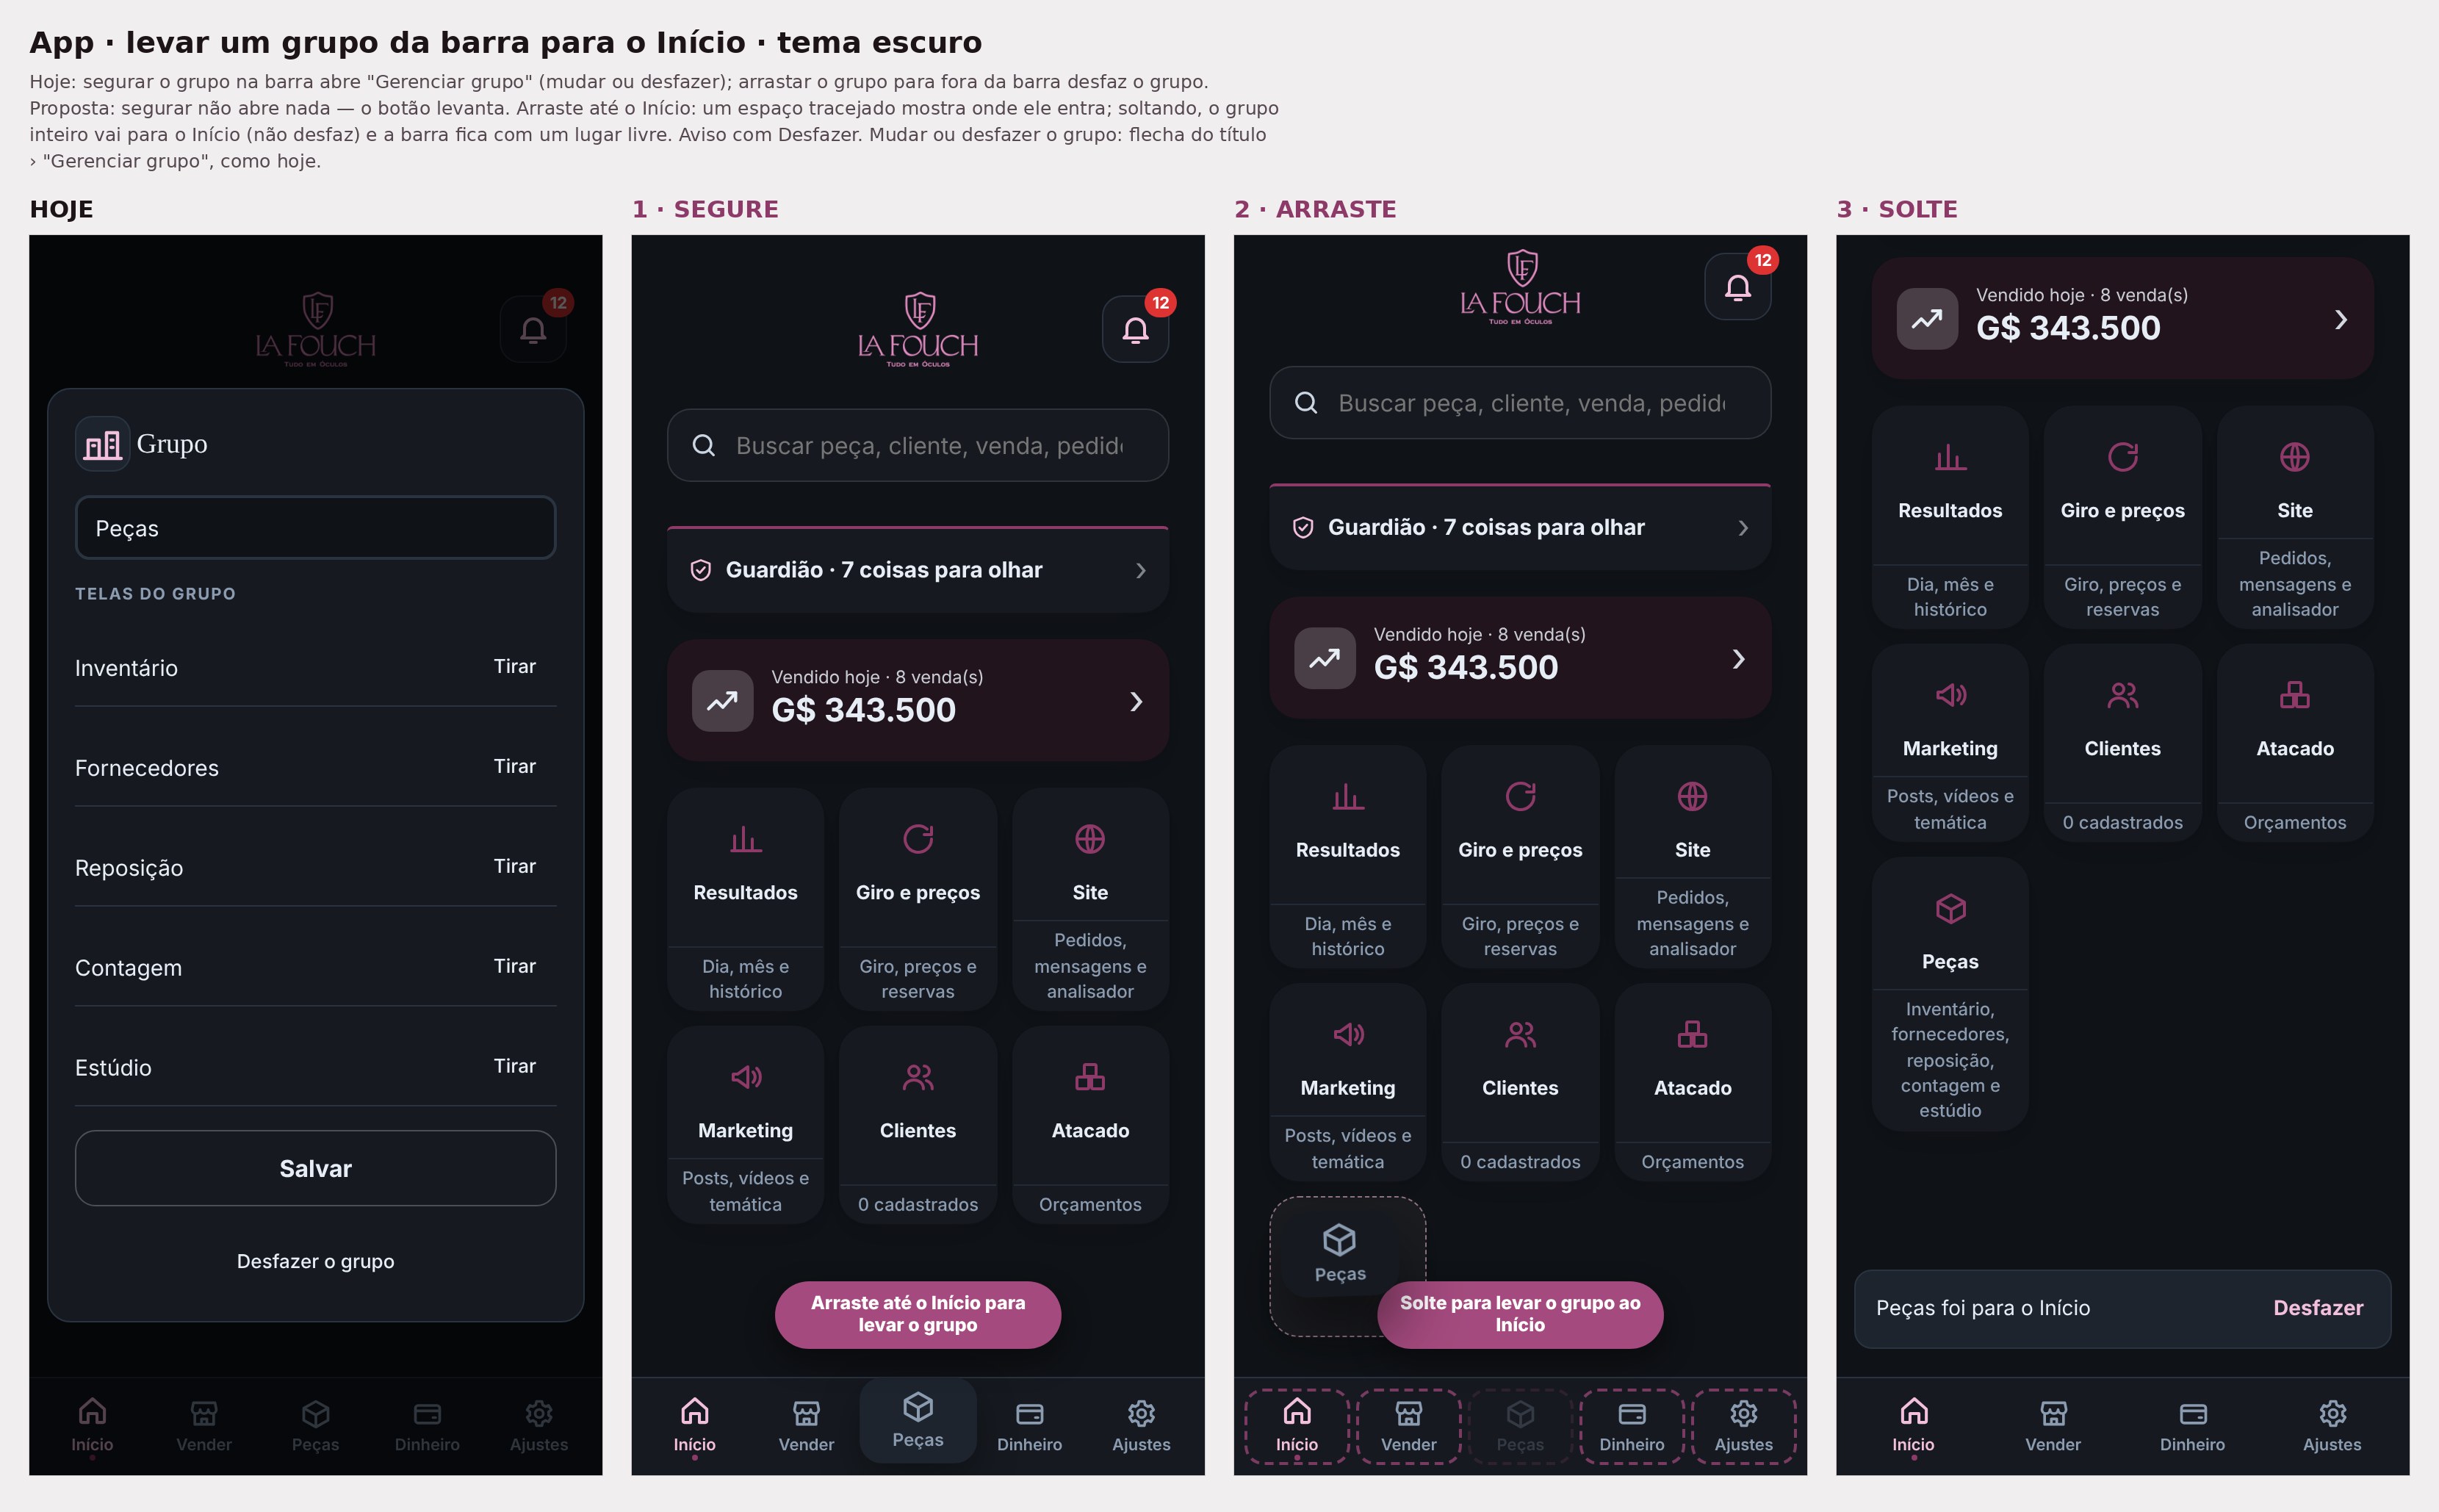 App · levar um grupo da barra para o Início · tema escuro
Hoje: segurar o grupo na barra abre "Gerenciar grupo" (mudar ou desfazer); arrastar o grupo para fora da barra desfaz o grupo.
Proposta: segurar não abre nada — o botão levanta. Arraste até o Início: um espaço tracejado mostra onde ele entra; soltando, o grupo
inteiro vai para o Início (não desfaz) e a barra fica com um lugar livre. Aviso com Desfazer. Mudar ou desfazer o grupo: flecha do título
› "Gerenciar grupo", como hoje.
HOJE
LF
LA FOUCH
TUDO EM ÓCULOS
12
Grupo
Peças
TELAS DO GRUPO
Inventário Tirar
Fornecedores Tirar
Reposição Tirar
Contagem Tirar
Estúdio Tirar
Salvar
Desfazer o grupo
Início Vender Peças Dinheiro Ajustes
1 · SEGURE
LF
LA FOUCH
TUDO EM ÓCULOS
12
Buscar peça, cliente, venda, pedid
Guardião · 7 coisas para olhar
Vendido hoje · 8 venda(s)
G$ 343.500
Resultados Giro e preços Site
Dia, mês e
histórico
Giro, preços e
reservas
Pedidos,
mensagens e
analisador
Marketing Clientes Atacado
Posts, vídeos e
temática
0 cadastrados
Orçamentos
Arraste até o Início para
levar o grupo
Início Vender Peças Dinheiro Ajustes
2 · ARRASTE
LF
LA FOUCH
TUDO EM ÓCULOS
12
Buscar peça, cliente, venda, pedid
Guardião · 7 coisas para olhar
Vendido hoje · 8 venda(s)
G$ 343.500
Resultados Giro e preços Site
Dia, mês e
histórico
Giro, preços e
reservas
Pedidos,
mensagens e
analisador
Marketing Clientes Atacado
Posts, vídeos e
temática
0 cadastrados
Orçamentos
Peças
Solte para levar o grupo ao
Início
Início Vender Peças Dinheiro Ajustes
3 · SOLTE
Vendido hoje · 8 venda(s)
G$ 343.500
Resultados Giro e preços Site
Dia, mês e
histórico
Giro, preços e
reservas
Pedidos,
mensagens e
analisador
Marketing Clientes Atacado
Posts, vídeos e
temática
0 cadastrados
Orçamentos
Peças
Inventário,
fornecedores,
reposição,
contagem e
estúdio
Peças foi para o Início Desfazer
Início Vender Dinheiro Ajustes